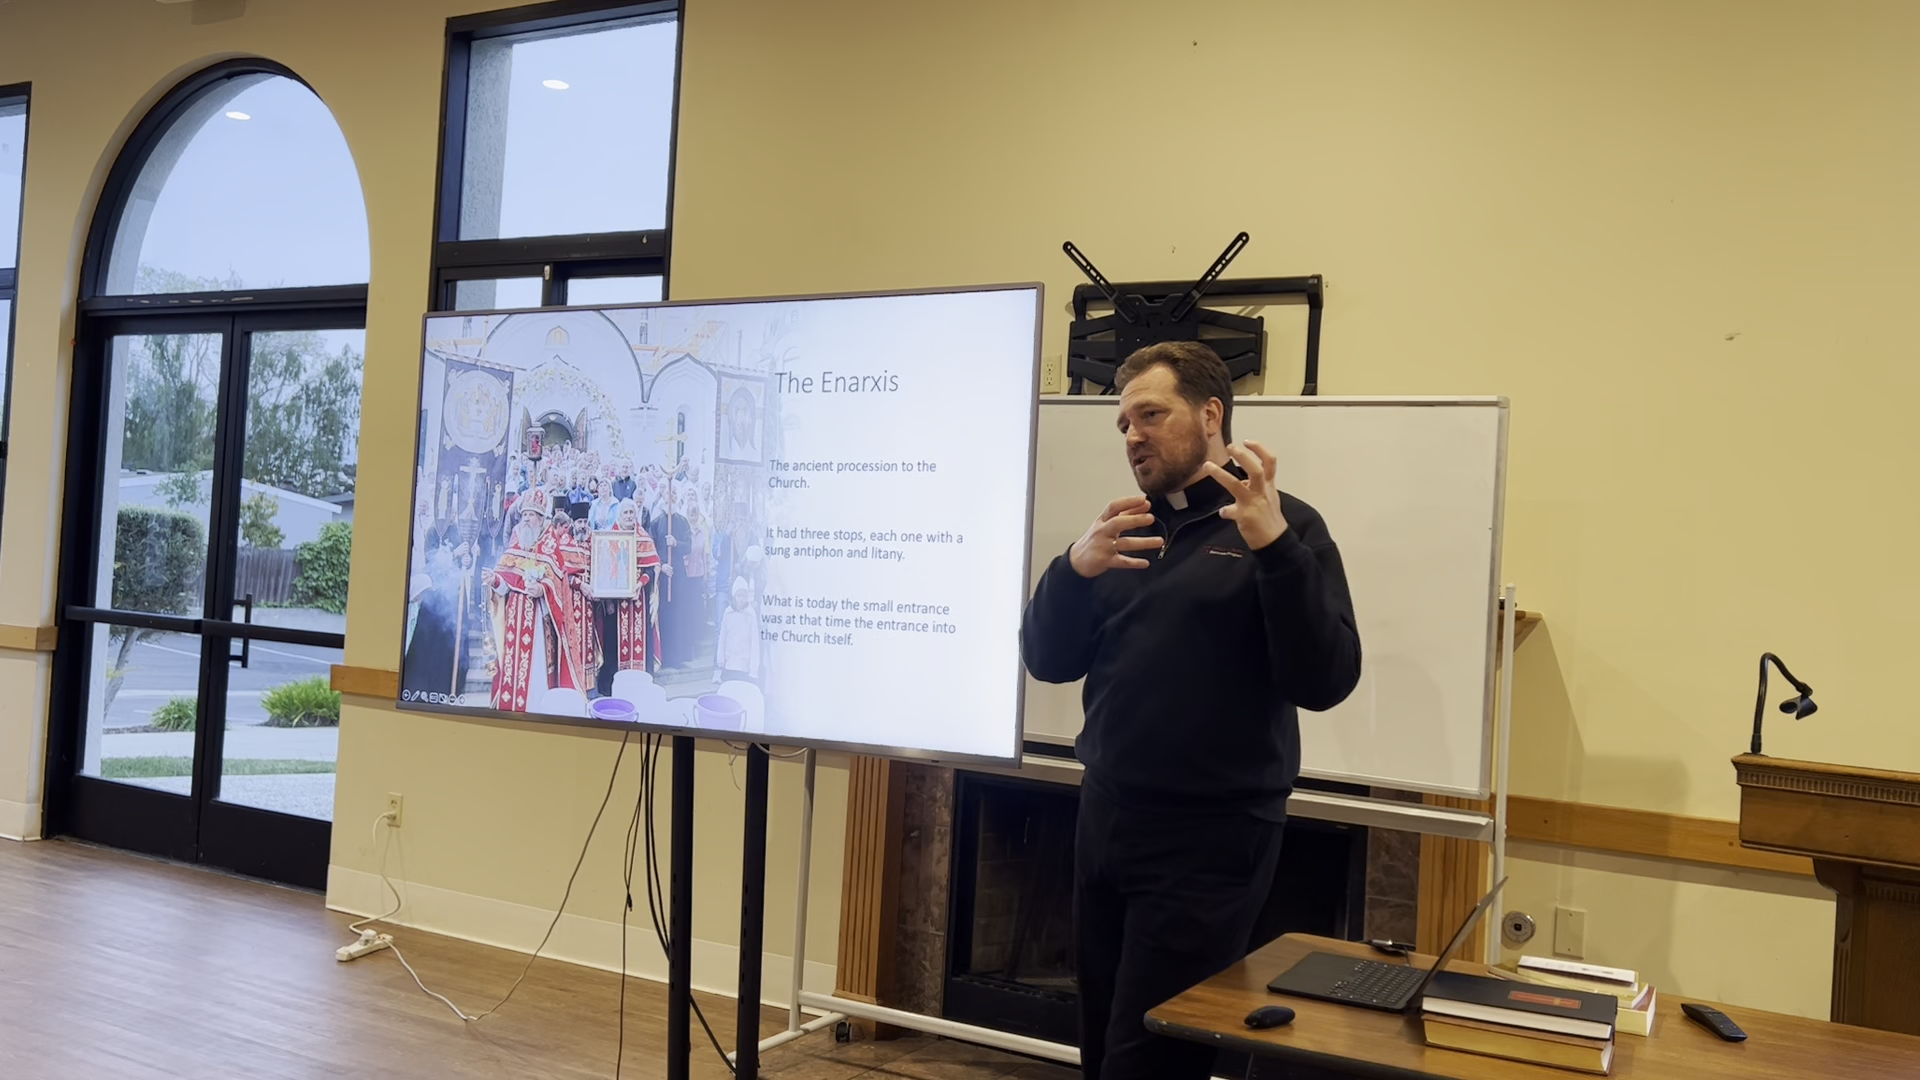 The Enarxis
The ancient procession to the
Church.
It had three stops, each one with a
sung antiphon and litany.
What is today the small entrance
was at that time the entrance into
the Church itself.